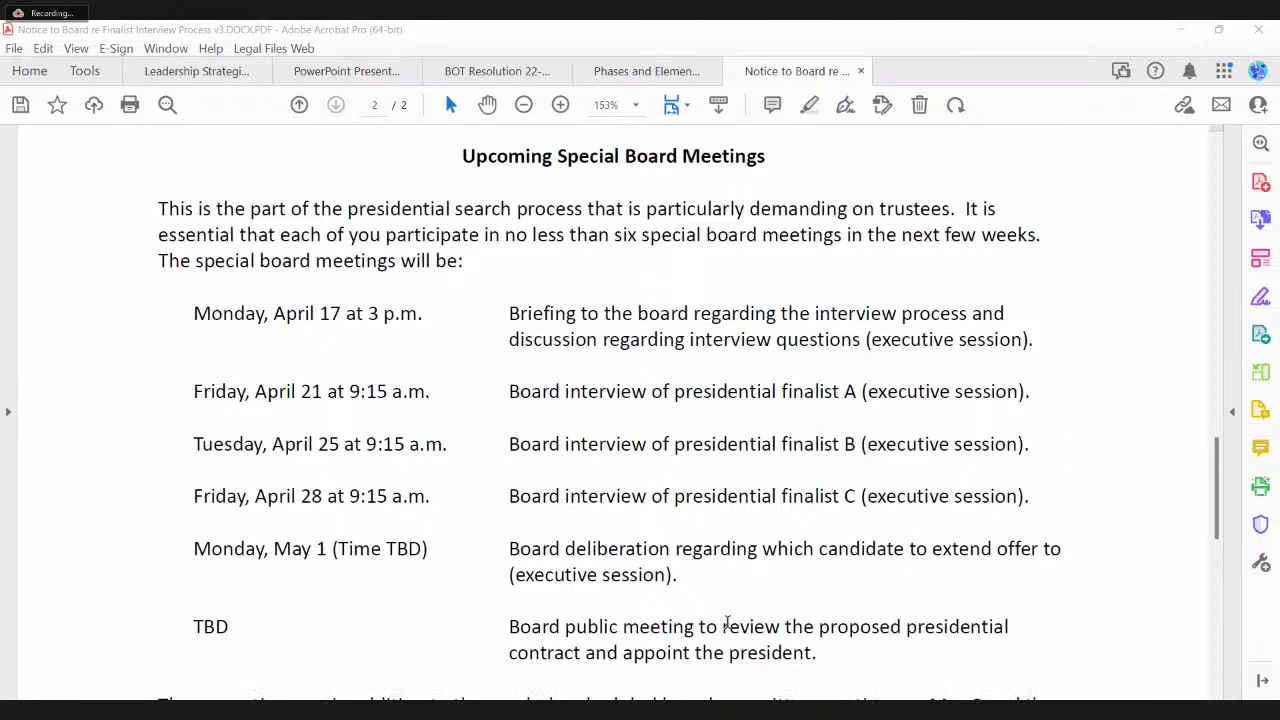 Recording...
Notice to Board re Finalist Interview Process v3.DOCX.PDF - Adobe Acrobat Pro (64-bit)
File Edit View E-Sign Window Help Legal Files Web
Home Tools Leadership Strategi... PowerPoint Present... BOT Resolution 22-... Phases and Elemen... Notice to Board re ... ×
2 / 2 153%
Upcoming Special Board Meetings
This is the part of the presidential search process that is particularly demanding on trustees. It is
essential that each of you participate in no less than six special board meetings in the next few weeks.
The special board meetings will be:
Monday, April 17 at 3 p.m. Briefing to the board regarding the interview process and
discussion regarding interview questions (executive session).
Friday, April 21 at 9:15 a.m. Board interview of presidential finalist A (executive session).
Tuesday, April 25 at 9:15 a.m. Board interview of presidential finalist B (executive session).
Friday, April 28 at 9:15 a.m. Board interview of presidential finalist C (executive session).
Monday, May 1 (Time TBD) Board deliberation regarding which candidate to extend offer to
(executive session).
TBD Board public meeting to review the proposed presidential
contract and appoint the president.